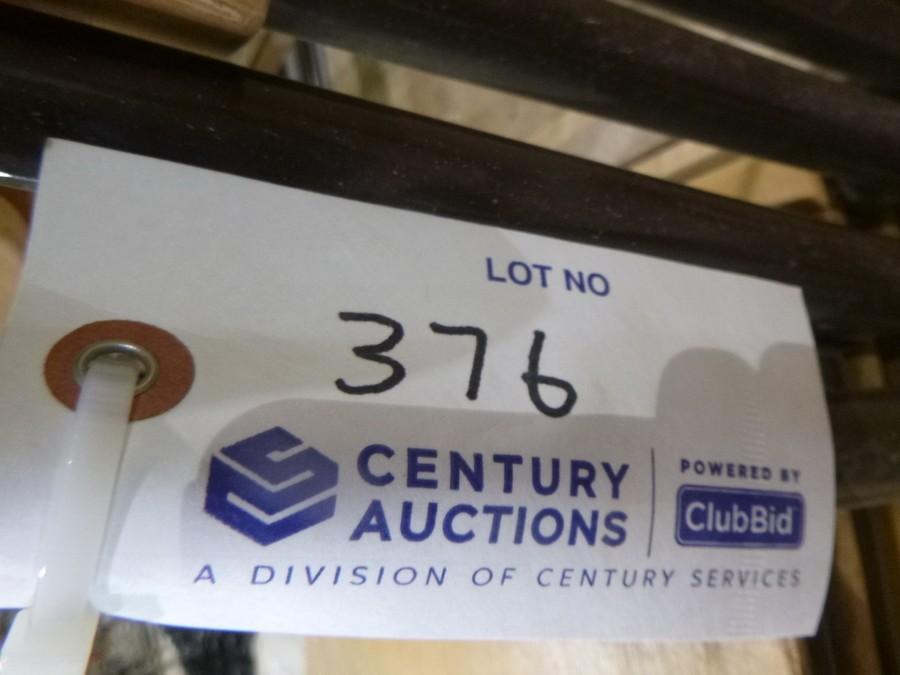 LOT NO
376
CENTURY
AUCTIONS
POWERED BY
ClubBid
A DIVISION OF CENTURY SERVICES